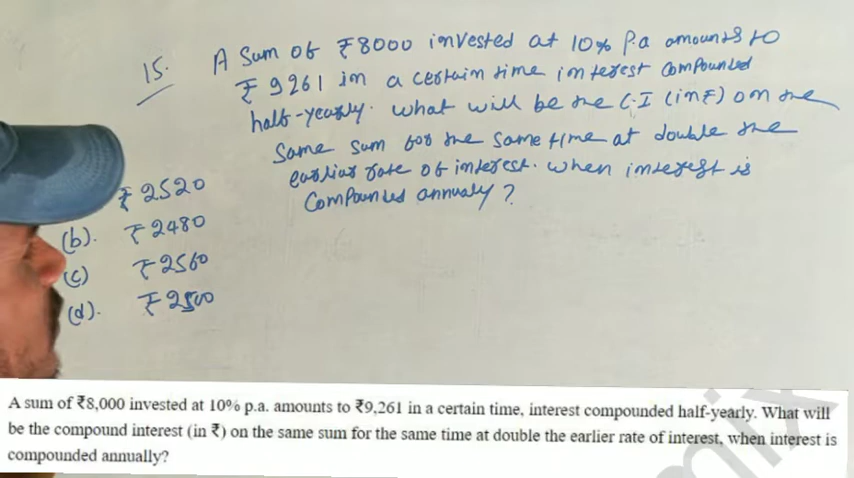 15. A Sum of ₹8000 invested at 10% P.a amounts to
₹9261 in a certain time interest compounded
half-yearly. what will be the C.I (in ₹) on the
Same sum for the same time at double the
earlier rate of interest. when interest is
Compounded annualy?
₹2520
(b). ₹2480
(c) ₹2560
(d). ₹2500
A sum of ₹8,000 invested at 10% p.a. amounts to ₹9,261 in a certain time, interest compounded half-yearly. What will
be the compound interest (in ₹) on the same sum for the same time at double the earlier rate of interest, when interest is
compounded annually?